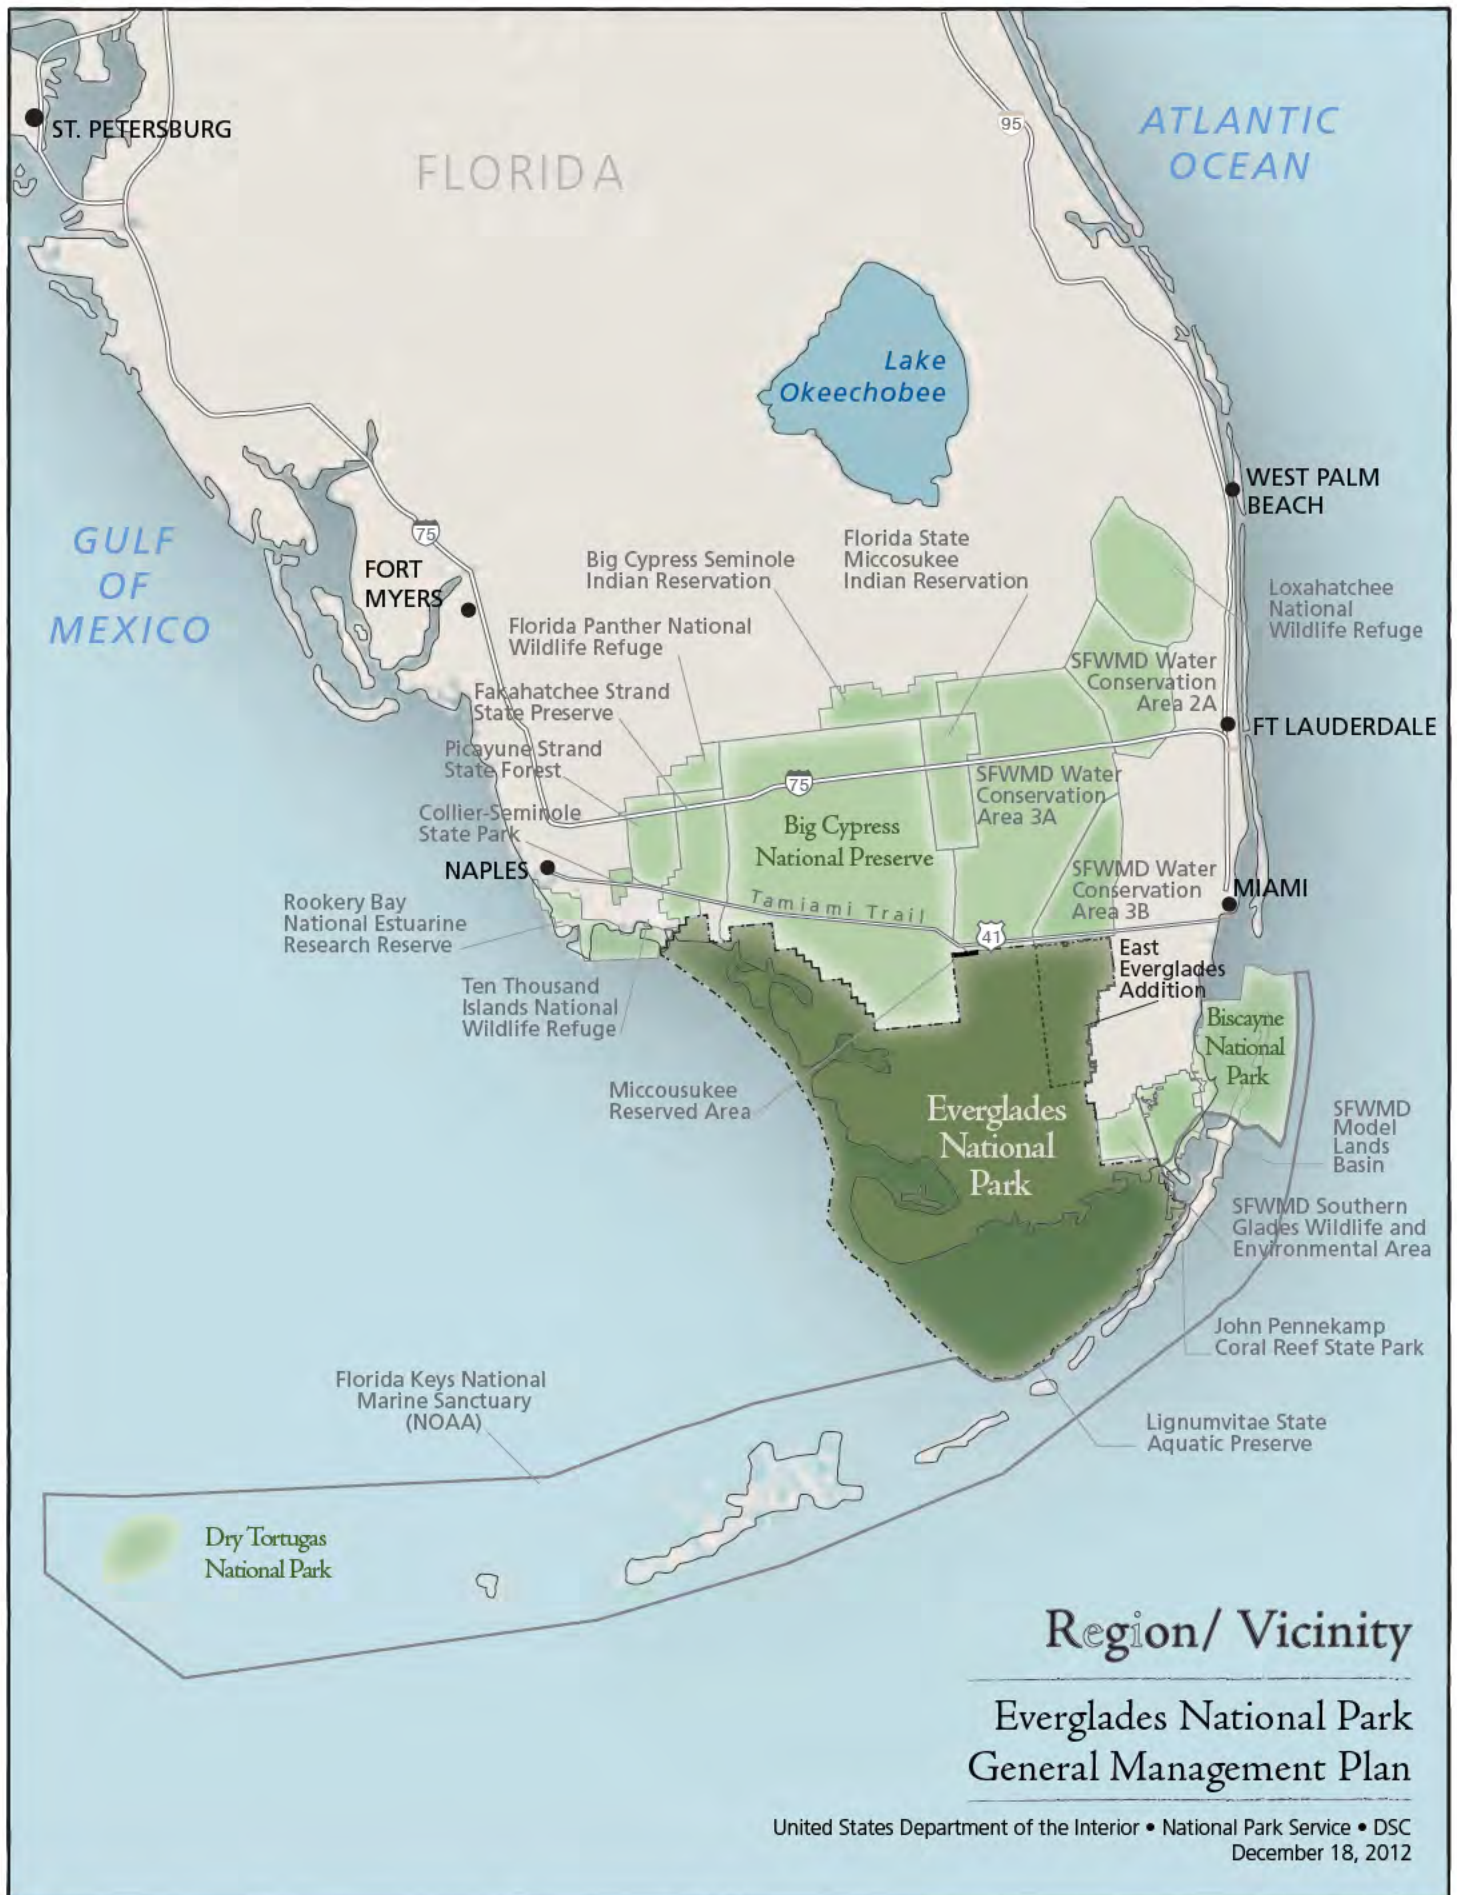 ST. PETERSBURG
FLORIDA
95
ATLANTIC
OCEAN
Lake
Okeechobee
WEST PALM
BEACH
GULF
OF
MEXICO
75
FORT
MYERS
Big Cypress Seminole
Indian Reservation
Florida State
Miccosukee
Indian Reservation
Loxahatchee
National
Wildlife Refuge
Florida Panther National
Wildlife Refuge
SFWMD Water
Conservation
Area 2A
Fakahatchee Strand
State Preserve
FT LAUDERDALE
Picayune Strand
State Forest
75
SFWMD Water
Conservation
Area 3A
Collier-Seminole
State Park
Big Cypress
National Preserve
NAPLES
SFWMD Water
Conservation
Area 3B
MIAMI
Tamiami Trail
41
Rookery Bay
National Estuarine
Research Reserve
East
Everglades
Addition
Ten Thousand
Islands National
Wildlife Refuge
Biscayne
National
Park
Miccousukee
Reserved Area
Everglades
National
Park
SFWMD
Model
Lands
Basin
SFWMD Southern
Glades Wildlife and
Environmental Area
John Pennekamp
Coral Reef State Park
Florida Keys National
Marine Sanctuary
(NOAA)
Lignumvitae State
Aquatic Preserve
Dry Tortugas
National Park
Region/ Vicinity
Everglades National Park
General Management Plan
United States Department of the Interior • National Park Service • DSC
December 18, 2012